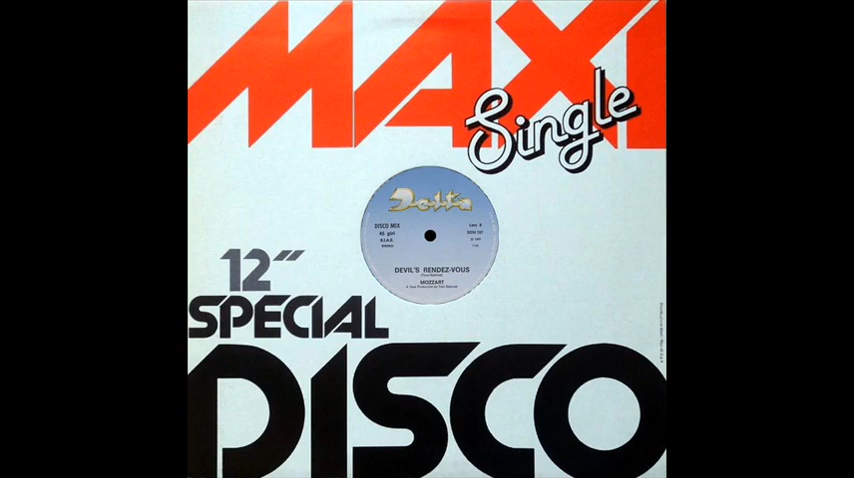 MAXI
Single
Delta
DISCO MIX
45 giri
S.I.A.E.
Lato B
DEVIL'S RENDEZ-VOUS
MOZZART
12"
SPECIAL
DISCO